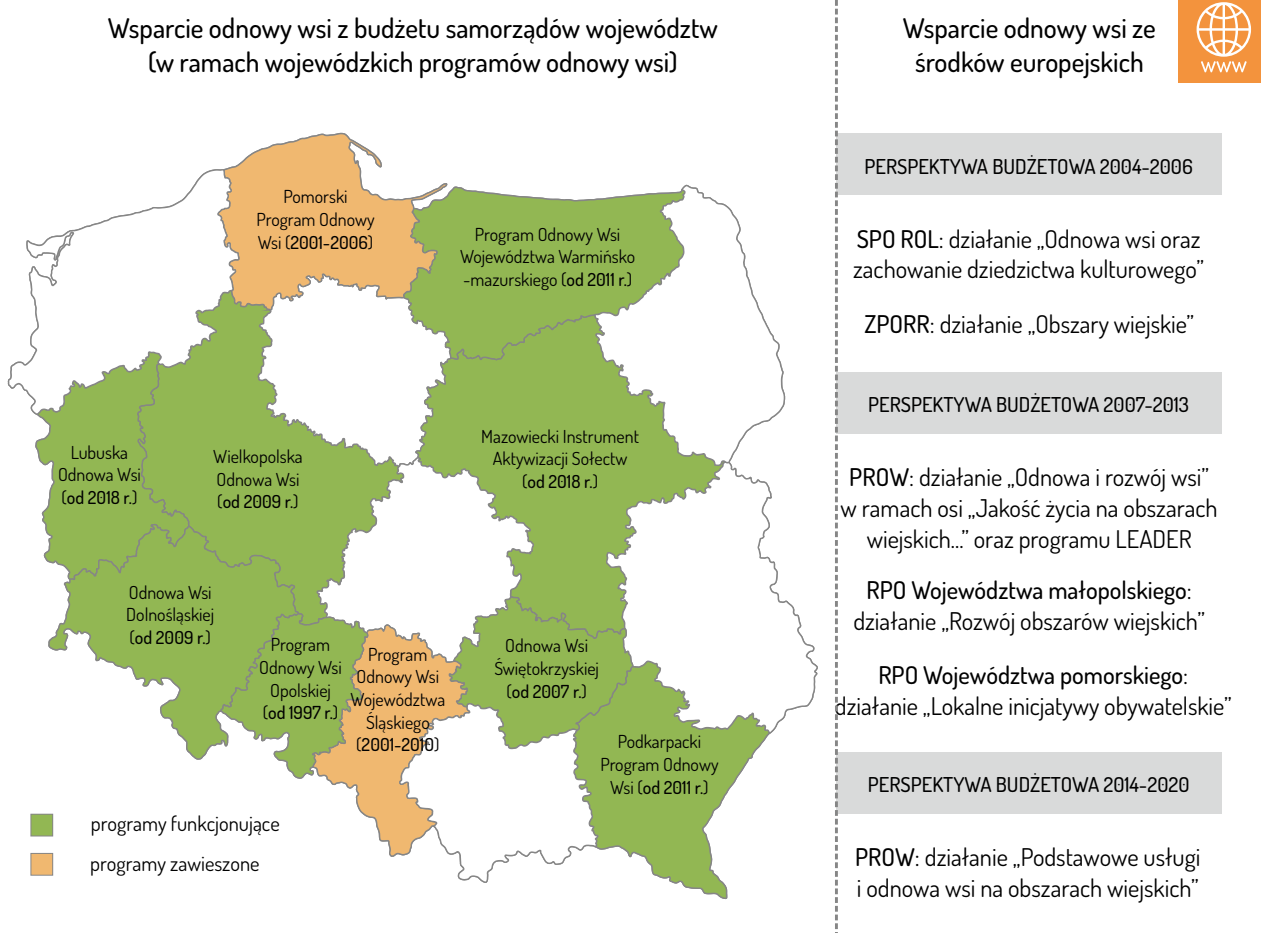 Wsparcie odnowy wsi z budżetu samorządów województw
(w ramach wojewódzkich programów odnowy wsi)
Pomorski
Program Odnowy
Wsi (2001-2006)
Program Odnowy Wsi
Województwa Warmińsko
-mazurskiego (od 2011 r.)
Lubuska
Odnowa Wsi
(od 2018 r.)
Wielkopolska
Odnowa Wsi
(od 2009 r.)
Mazowiecki Instrument
Aktywizacji Sołectw
(od 2018 r.)
Odnowa Wsi
Dolnośląskiej
(od 2009 r.)
Program
Odnowy Wsi
Opolskiej
(od 1997 r.)
Program
Odnowy Wsi
Województwa
Śląskiego
(2001-2010)
Odnowa Wsi
Świętokrzyskiej
(od 2007 r.)
Podkarpacki
Program Odnowy
Wsi (od 2011 r.)
programy funkcjonujące
programy zawieszone
Wsparcie odnowy wsi ze
środków europejskich
www
PERSPEKTYWA BUDŻETOWA 2004-2006
SPO ROL: działanie „Odnowa wsi oraz
zachowanie dziedzictwa kulturowego”
ZPORR: działanie „Obszary wiejskie”
PERSPEKTYWA BUDŻETOWA 2007-2013
PROW: działanie „Odnowa i rozwój wsi”
w ramach osi „Jakość życia na obszarach
wiejskich...” oraz programu LEADER
RPO Województwa małopolskiego:
działanie „Rozwój obszarów wiejskich”
RPO Województwa pomorskiego:
działanie „Lokalne inicjatywy obywatelskie”
PERSPEKTYWA BUDŻETOWA 2014-2020
PROW: działanie „Podstawowe usługi
i odnowa wsi na obszarach wiejskich”